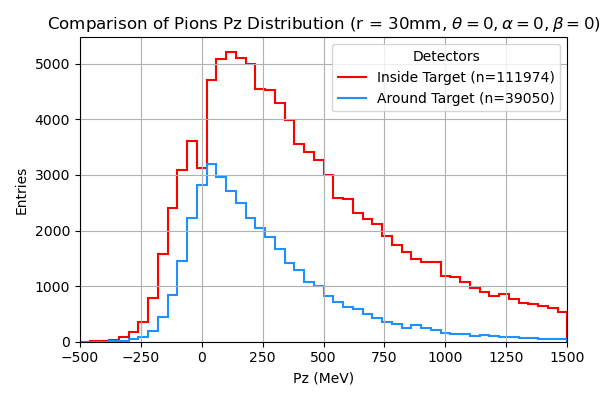 Comparison of Pions Pz Distribution (r = 30mm, θ = 0, α = 0, β = 0)
Detectors
Inside Target (n=111974)
Around Target (n=39050)
Entries
5000
4000
3000
2000
1000
0
−500 −250 0 250 500 750 1000 1250 1500
Pz (MeV)